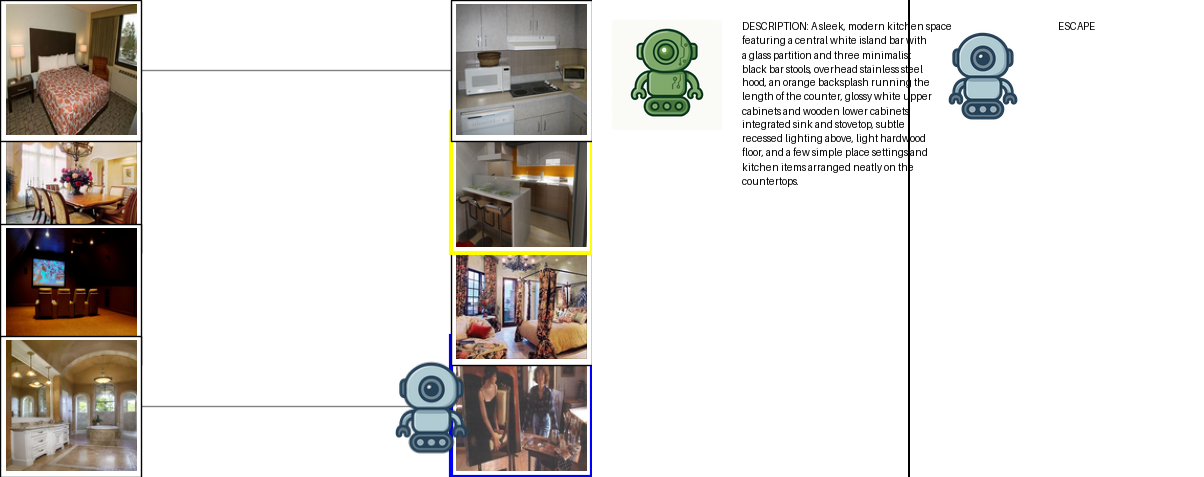 DESCRIPTION: A sleek, modern kitchen space
featuring a central white island bar with
a glass partition and three minimalist
black bar stools, overhead stainless steel
hood, an orange backsplash running the
length of the counter, glossy white upper
cabinets and wooden lower cabinets,
integrated sink and stovetop, subtle
recessed lighting above, light hardwood
floor, and a few simple place settings and
kitchen items arranged neatly on the
countertops.
ESCAPE